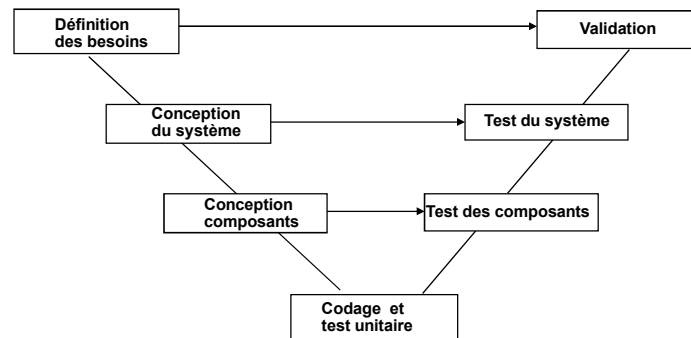 Définition
des besoins
Validation
Conception
du système
Test du système
Conception
composants
Test des composants
Codage et
test unitaire